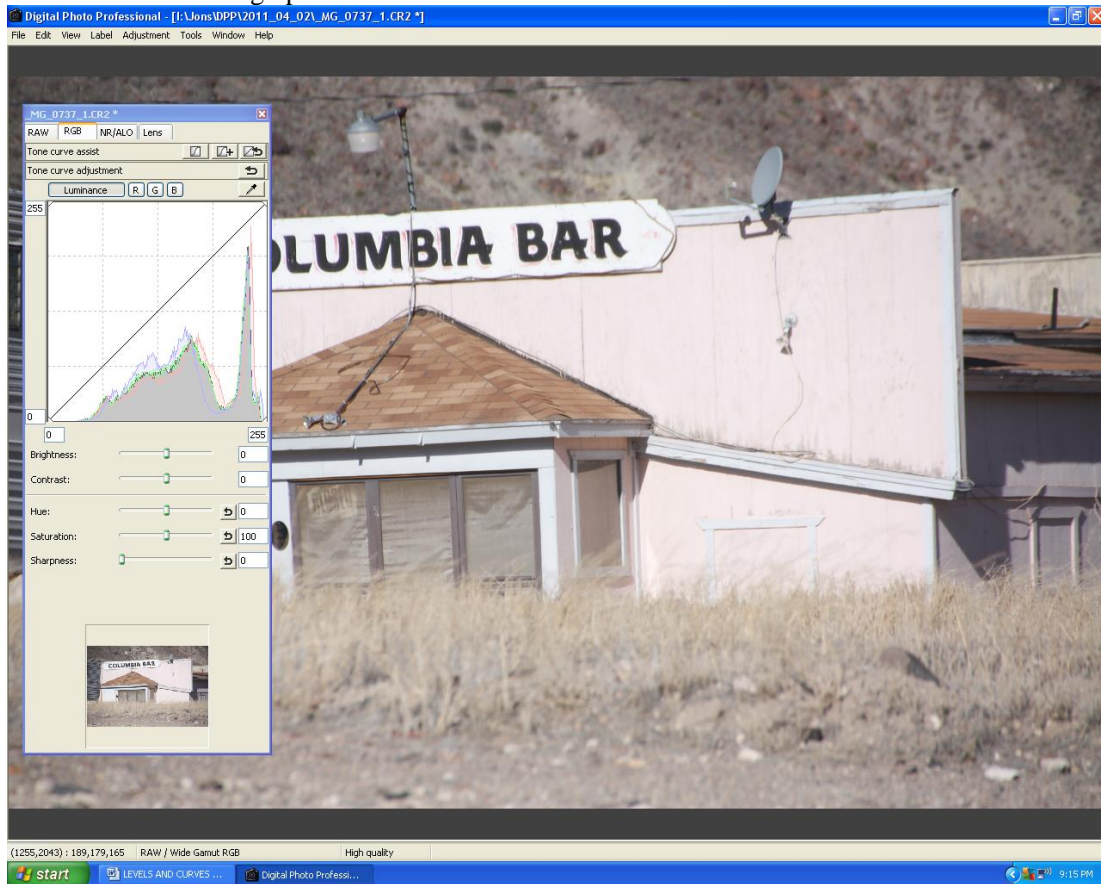 Digital Photo Professional - [I:\Jons\DPP\2011_04_02\_MG_0737_1.CR2 *]
File Edit View Label Adjustment Tools Window Help
_MG_0737_1.CR2 *
RAW RGB NR/ALO Lens
Tone curve assist
Tone curve adjustment
Luminance R G B
255
0
0 255
Brightness: 0
Contrast: 0
Hue: 0
Saturation: 100
Sharpness: 0
OLUMBIA BAR
COLUMBIA BAR
(1255,2043) : 189,179,165 RAW / Wide Gamut RGB High quality
start LEVELS AND CURVES ... Digital Photo Professi... 9:15 PM